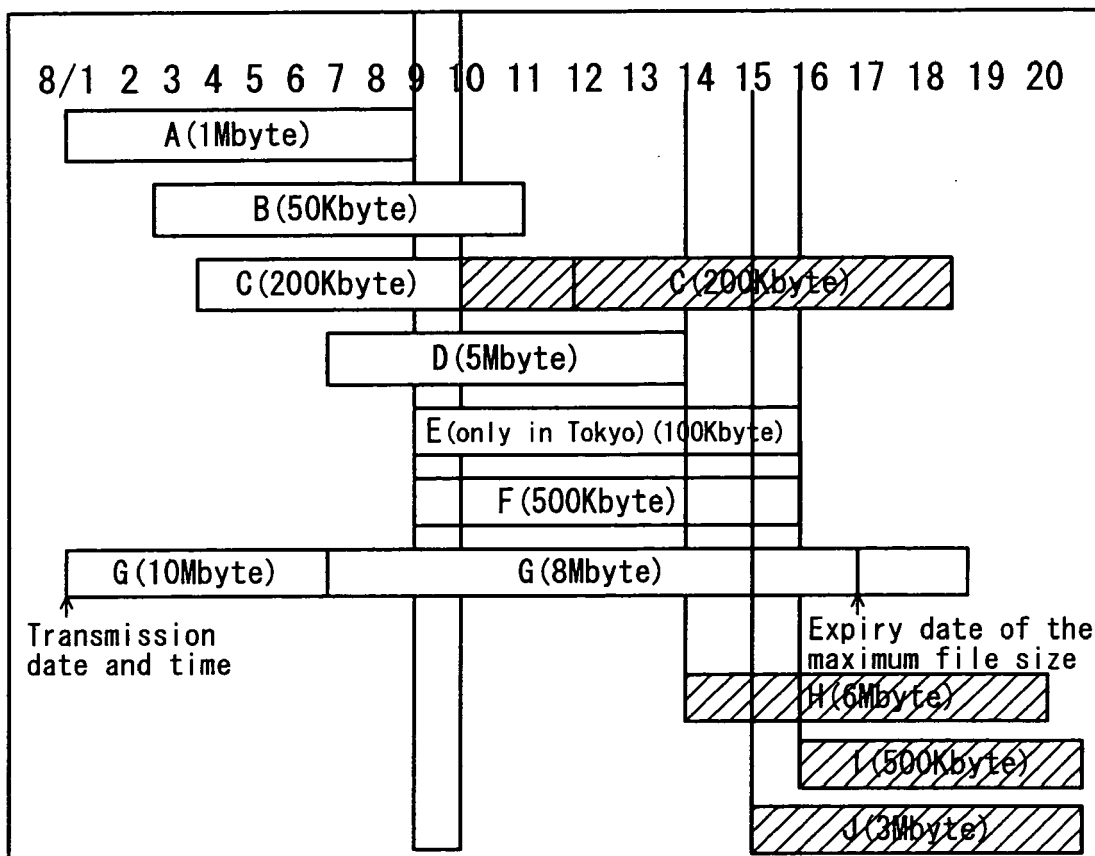 8/1 2 3 4 5 6 7 8 9 10 11 12 13 14 15 16 17 18 19 20
A(1Mbyte)
B(50Kbyte)
C(200Kbyte) C(200Kbyte)
D(5Mbyte)
E(only in Tokyo)(100Kbyte)
F(500Kbyte)
G(10Mbyte) G(8Mbyte)
Transmission
date and time
Expiry date of the
maximum file size
H(6Mbyte)
I(500Kbyte)
J(3Mbyte)